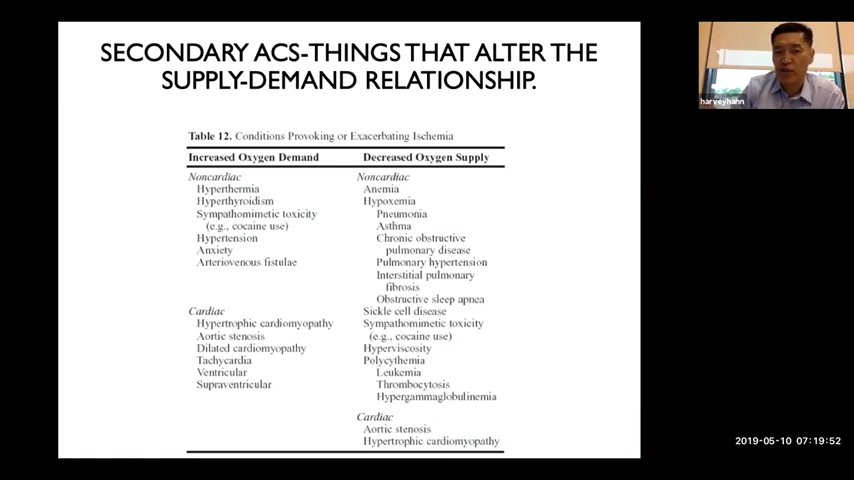 SECONDARY ACS-THINGS THAT ALTER THE
SUPPLY-DEMAND RELATIONSHIP.
Table 12. Conditions Provoking or Exacerbating Ischemia
Increased Oxygen Demand
Noncardiac
Hyperthermia
Hyperthyroidism
Sympathomimetic toxicity
(e.g., cocaine use)
Hypertension
Anxiety
Arteriovenous fistulae
Cardiac
Hypertrophic cardiomyopathy
Aortic stenosis
Dilated cardiomyopathy
Tachycardia
Ventricular
Supraventricular
Decreased Oxygen Supply
Noncardiac
Anemia
Hypoxemia
Pneumonia
Asthma
Chronic obstructive
pulmonary disease
Pulmonary hypertension
Interstitial pulmonary
fibrosis
Obstructive sleep apnea
Sickle cell disease
Sympathomimetic toxicity
(e.g., cocaine use)
Hyperviscosity
Polycythemia
Leukemia
Thrombocytosis
Hypergammaglobulinemia
Cardiac
Aortic stenosis
Hypertrophic cardiomyopathy
harveyhahn
2019-05-10 07:19:52